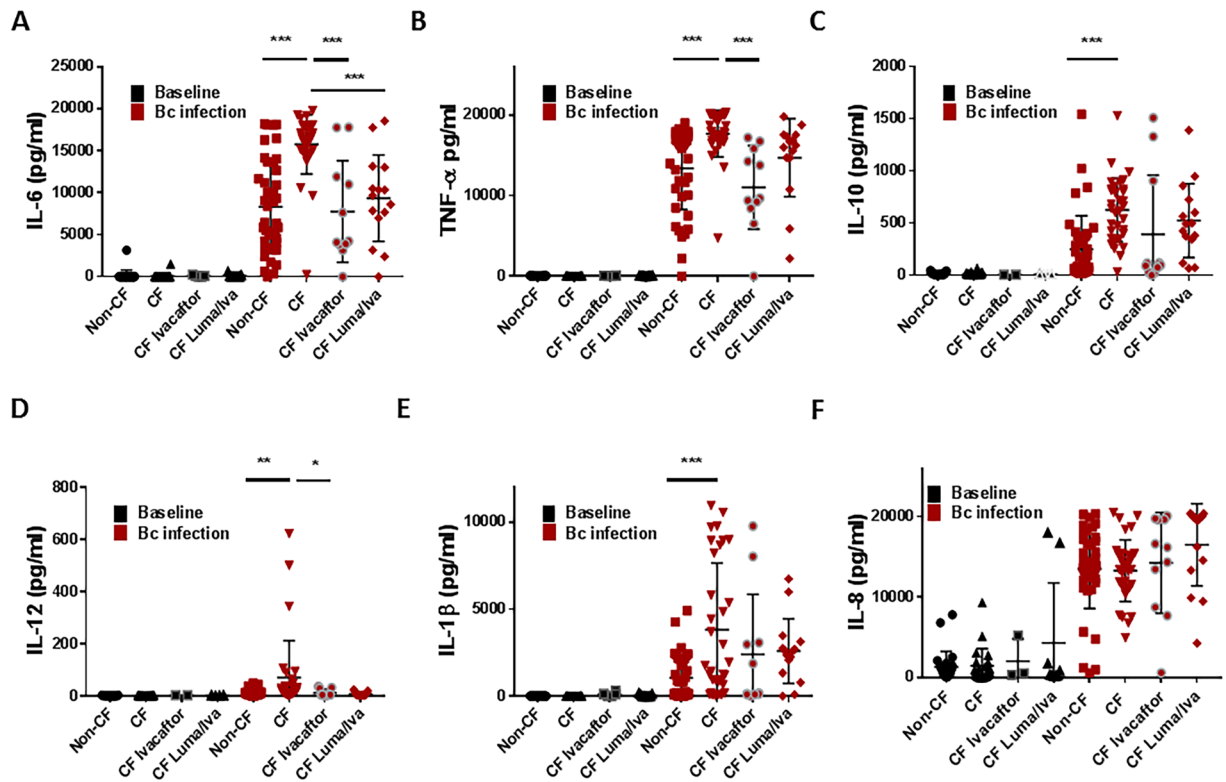 A
B
C
*** ***
***
*** ***
***
25000
20000
15000
10000
5000
0
IL-6 (pg/ml)
Baseline
Bc infection
Non-CF
CF
CF Ivacaftor
CF Luma/Iva
Non-CF
CF
CF Ivacaftor
CF Luma/Iva
20000
10000
0
TNF-α pg/ml
Baseline
Bc infection
Non-CF
CF
CF Ivacaftor
CF Luma/Iva
Non-CF
CF
CF Ivacaftor
CF Luma/Iva
2000
1500
1000
500
0
IL-10 (pg/ml)
Baseline
Bc infection
Non-CF
CF
CF Ivacaftor
CF Luma/Iva
Non-CF
CF
CF Ivacaftor
CF Luma/Iva
D
E
F
** *
***
800
600
400
200
0
IL-12 (pg/ml)
Baseline
Bc infection
Non-CF
CF
CF Ivacaftor
CF Luma/Iva
Non-CF
CF
CF Ivacaftor
CF Luma/Iva
10000
5000
0
IL-1β (pg/ml)
Baseline
Bc infection
Non-CF
CF
CF Ivacaftor
CF Luma/Iva
Non-CF
CF
CF Ivacaftor
CF Luma/Iva
20000
10000
0
IL-8 (pg/ml)
Baseline
Bc infection
Non-CF
CF
CF Ivacaftor
CF Luma/Iva
Non-CF
CF
CF Ivacaftor
CF Luma/Iva